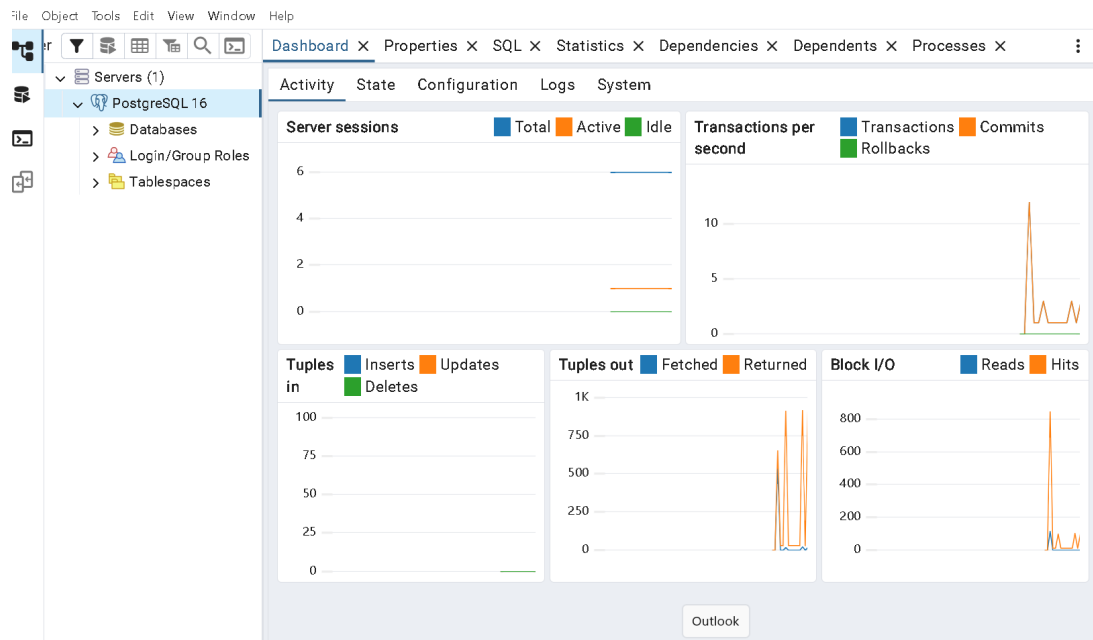 File Object Tools Edit View Window Help
Dashboard Properties SQL Statistics Dependencies Dependents Processes
Servers (1)
PostgreSQL 16
Databases
Login/Group Roles
Tablespaces
Activity State Configuration Logs System
Server sessions Total Active Idle
6
4
2
0
Transactions per
second
Transactions Commits
Rollbacks
10
5
0
Tuples
in
Inserts Updates
Deletes
100
75
50
25
0
Tuples out Fetched Returned
1K
750
500
250
0
Block I/O Reads Hits
800
600
400
200
0
Outlook